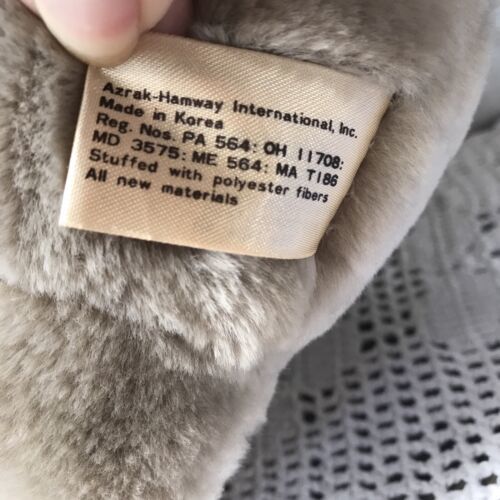 Azrak-Hamway International, Inc.
Made in Korea
Reg. Nos. PA 564: OH 11708:
MD 3575: ME 564: MA T186
Stuffed with polyester fibers
All new materials